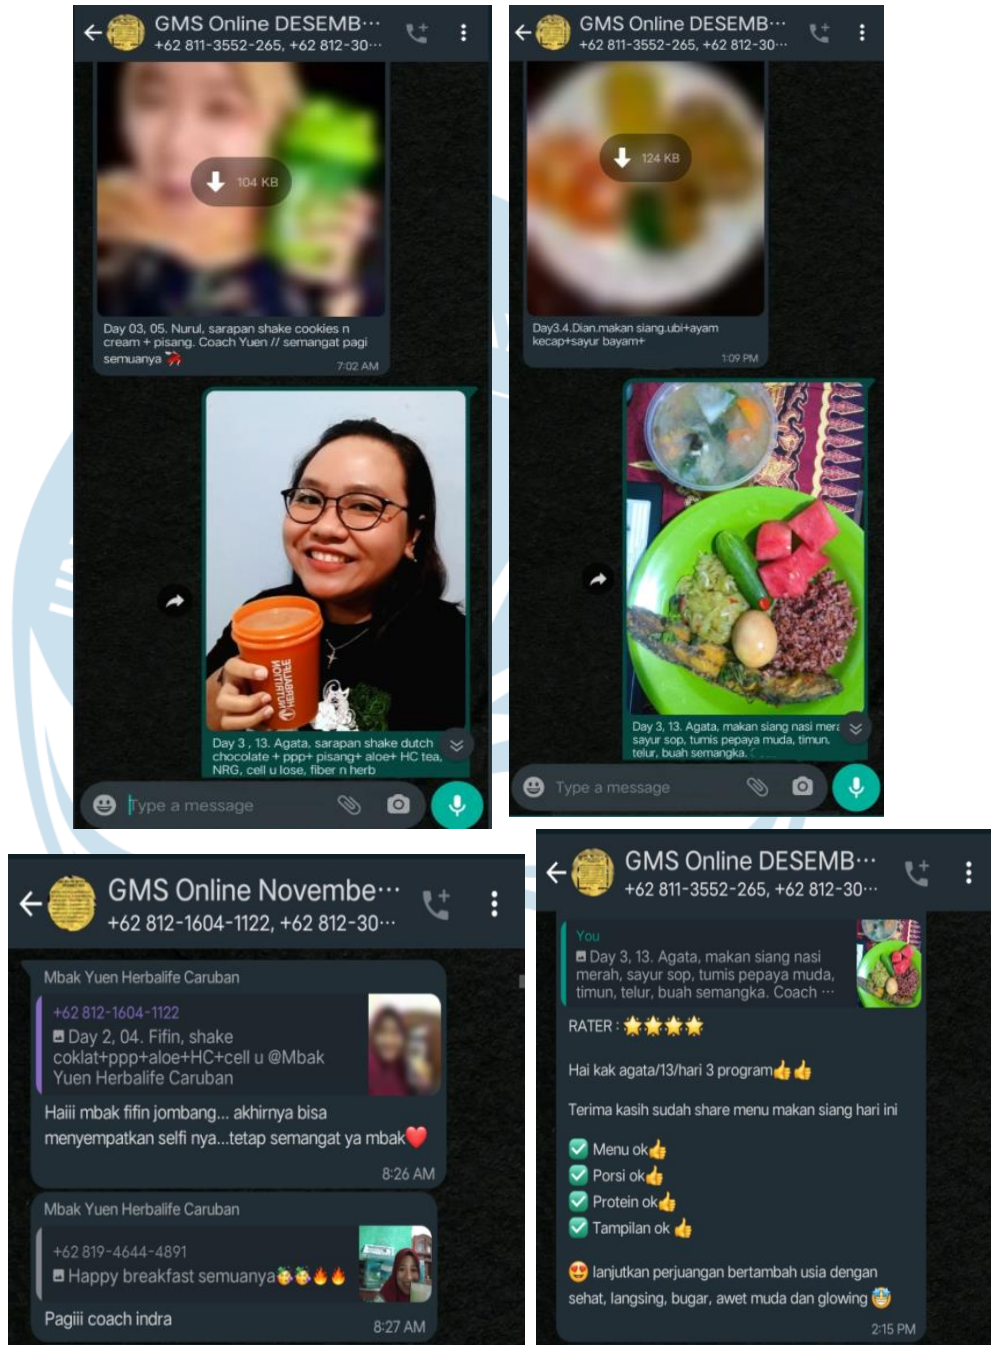 GMS Online DESEMB···
+62 811-3552-265, +62 812-30···
104 KB
Day 03, 05. Nurul, sarapan shake cookies n
cream + pisang. Coach Yuen // semangat pagi
semuanya
7:02 AM
HERBALIFE
NUTRITION
Day 3 , 13. Agata, sarapan shake dutch
chocolate + ppp+ pisang+ aloe+ HC tea,
NRG, cell u lose, fiber n herb
Type a message
GMS Online DESEMB···
+62 811-3552-265, +62 812-30···
124 KB
Day3.4.Dian.makan siang.ubi+ayam
kecap+sayur bayam+
1:09 PM
Day 3, 13. Agata, makan siang nasi merah
sayur sop, tumis pepaya muda, timun,
telur, buah semangka.
Type a message
GMS Online Novembe···
+62 812-1604-1122, +62 812-30···
Mbak Yuen Herbalife Caruban
+62 812-1604-1122
Day 2, 04. Fifin, shake
coklat+ppp+aloe+HC+cell u @Mbak
Yuen Herbalife Caruban
Haiii mbak fifin jombang... akhirnya bisa
menyempatkan selfi nya...tetap semangat ya mbak❤️
8:26 AM
Mbak Yuen Herbalife Caruban
+62 819-4644-4891
Happy breakfast semuanya🥳🥳🔥🔥
Pagiii coach indra
8:27 AM
GMS Online DESEMB···
+62 811-3552-265, +62 812-30···
You
Day 3, 13. Agata, makan siang nasi
merah, sayur sop, tumis pepaya muda,
timun, telur, buah semangka. Coach ···
RATER : 🌟🌟🌟🌟
Hai kak agata/13/hari 3 program👍👍
Terima kasih sudah share menu makan siang hari ini
✅ Menu ok👍
✅ Porsi ok👍
✅ Protein ok👍
✅ Tampilan ok 👍
😍 lanjutkan perjuangan bertambah usia dengan
sehat, langsing, bugar, awet muda dan glowing 🤩
2:15 PM